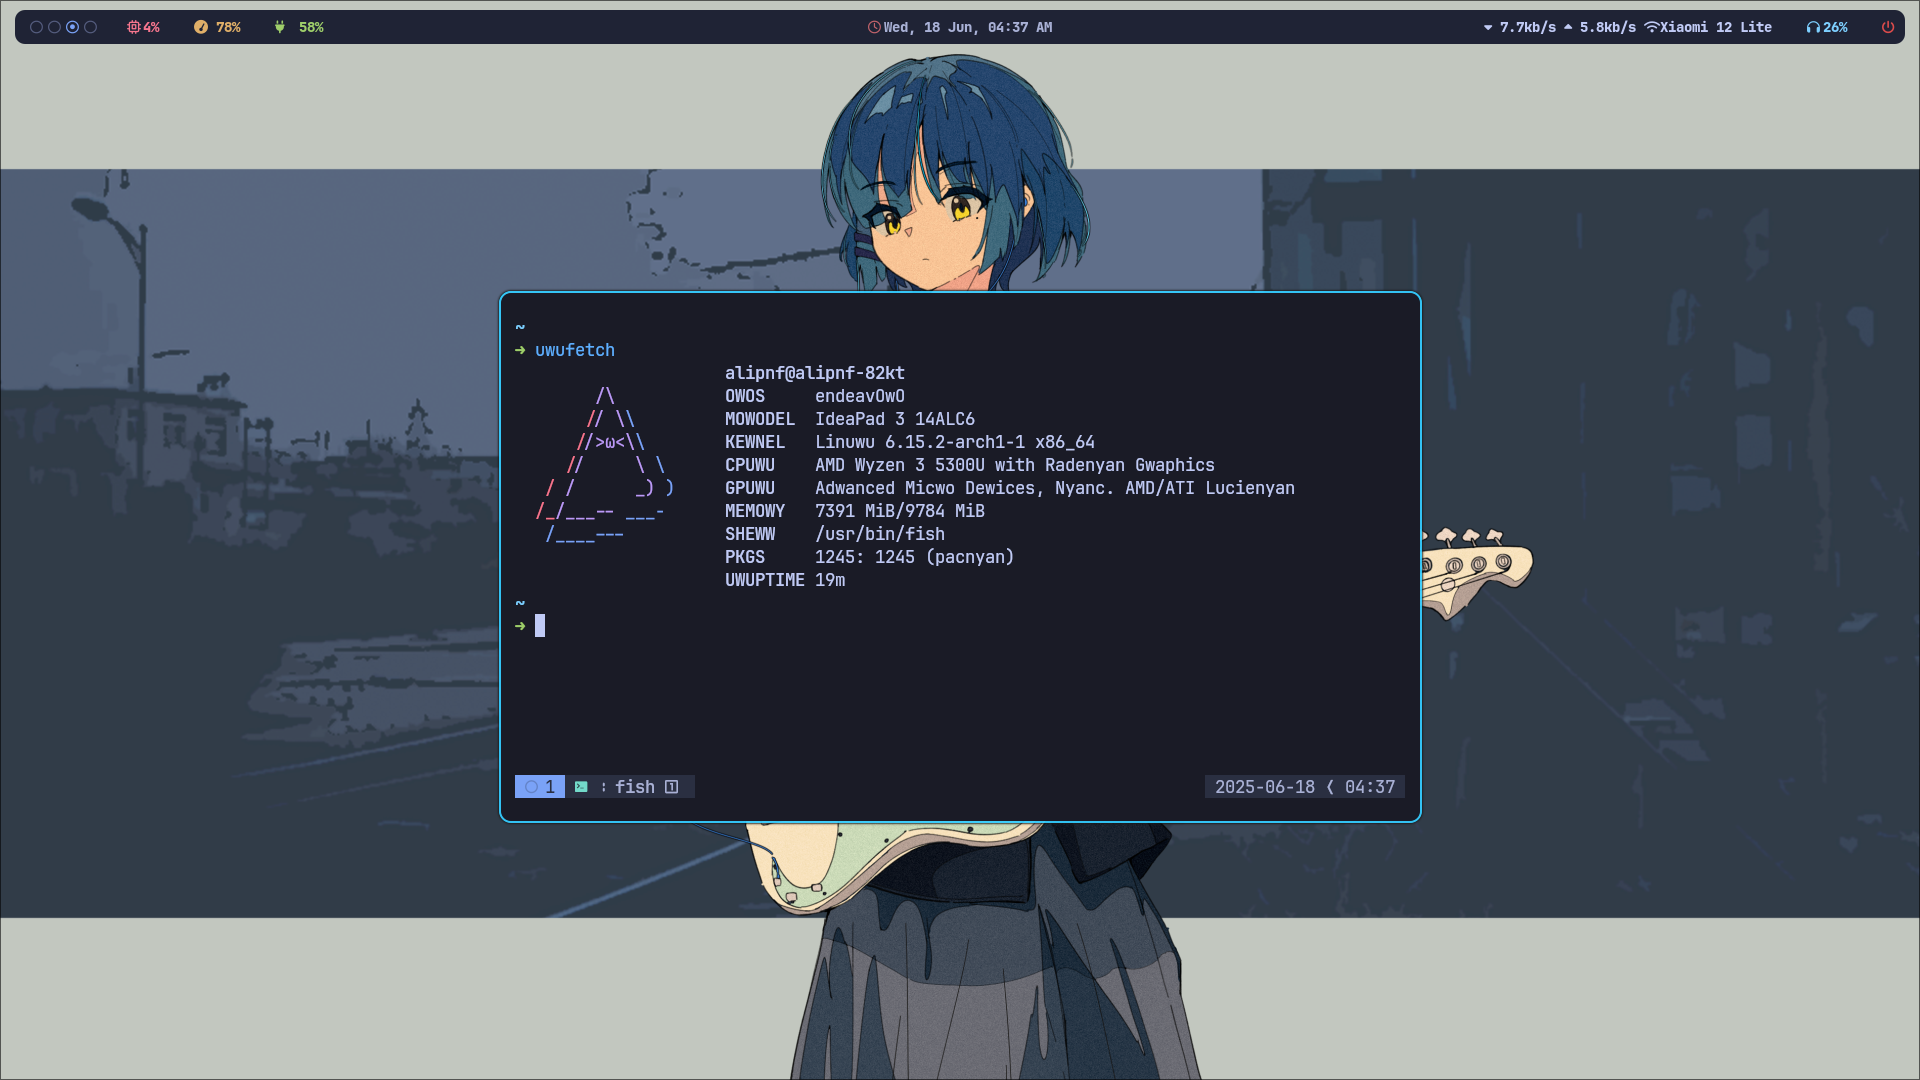 4% 78% 58% Wed, 18 Jun, 04:37 AM 7.7kb/s 5.8kb/s Xiaomi 12 Lite 26%
~
➜ uwufetch
alipnf@alipnf-82kt
/\ OWOS endeavOwO
// \\ MOWODEL IdeaPad 3 14ALC6
//>ω<\\ KEWNEL Linuwu 6.15.2-arch1-1 x86_64
// \ \ CPUWU AMD Wyzen 3 5300U with Radenyan Gwaphics
/ / _) ) GPUWU Adwanced Micwo Dewices, Nyanc. AMD/ATI Lucienyan
/_/___-- ___- MEMOWY 7391 MiB/9784 MiB
/____--- SHEWW /usr/bin/fish
PKGS 1245: 1245 (pacnyan)
UWUPTIME 19m
~
➜
1 : fish 1 2025-06-18 ❬ 04:37